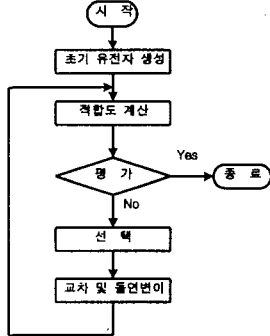 시 작
초기 유전자 생성
적합도 계산
평 가
Yes
종 료
No
선 택
교차 및 돌연변이